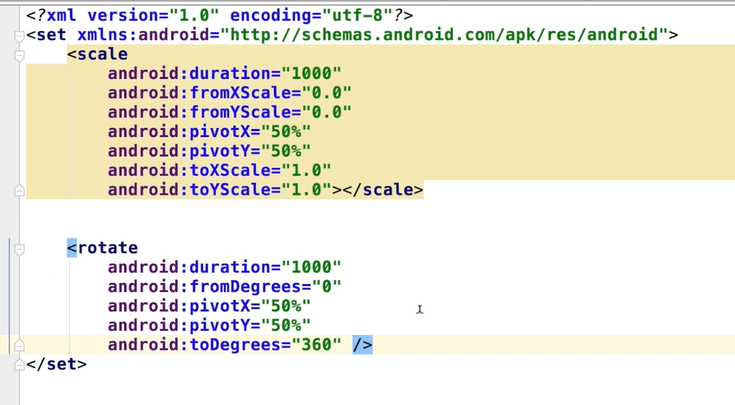 <?xml version="1.0" encoding="utf-8"?>
<set xmlns:android="http://schemas.android.com/apk/res/android">
<scale
android:duration="1000"
android:fromXScale="0.0"
android:fromYScale="0.0"
android:pivotX="50%"
android:pivotY="50%"
android:toXScale="1.0"
android:toYScale="1.0"></scale>
<rotate
android:duration="1000"
android:fromDegrees="0"
android:pivotX="50%"
android:pivotY="50%"
android:toDegrees="360" />
</set>